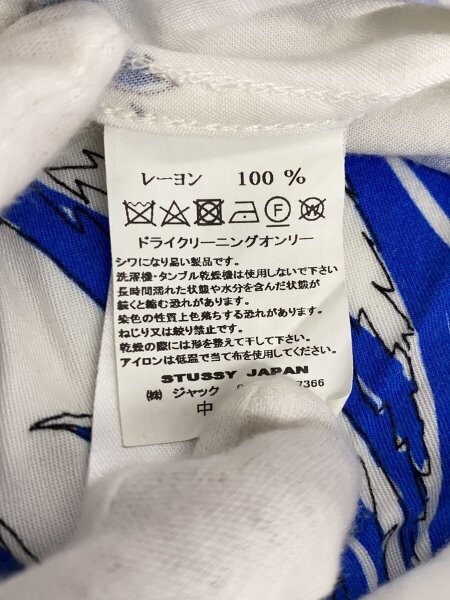 レーヨン 100 %
F W
ドライクリーニングオンリー
シワになり易い製品です。
洗濯機・タンブル乾燥機は使用しないで下さい
長時間濡れた状態や水分を含んだ状態が
続くと縮む恐れがあります。
染色の性質上色落ちする恐れがあります。
ねじり又は絞り禁止です。
乾燥の際には形を整えて干して下さい。
アイロンは低温で当て布を使用して下さい
STUSSY JAPAN
㈱ ジャック 7366
中